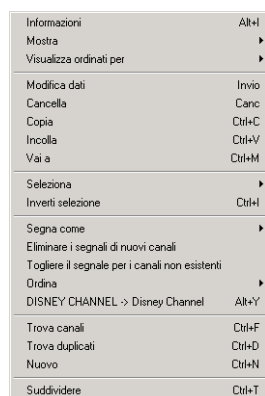 Informazioni Alt+I
Mostra
Visualizza ordinati per
Modifica dati Invio
Cancella Canc
Copia Ctrl+C
Incolla Ctrl+V
Vai a Ctrl+M
Seleziona
Inverti selezione Ctrl+I
Segna come
Eliminare i segnali di nuovi canali
Togliere il segnale per i canali non esistenti
Ordina
DISNEY CHANNEL -> Disney Channel Alt+Y
Trova canali Ctrl+F
Trova duplicati Ctrl+D
Nuovo Ctrl+N
Suddividere Ctrl+T